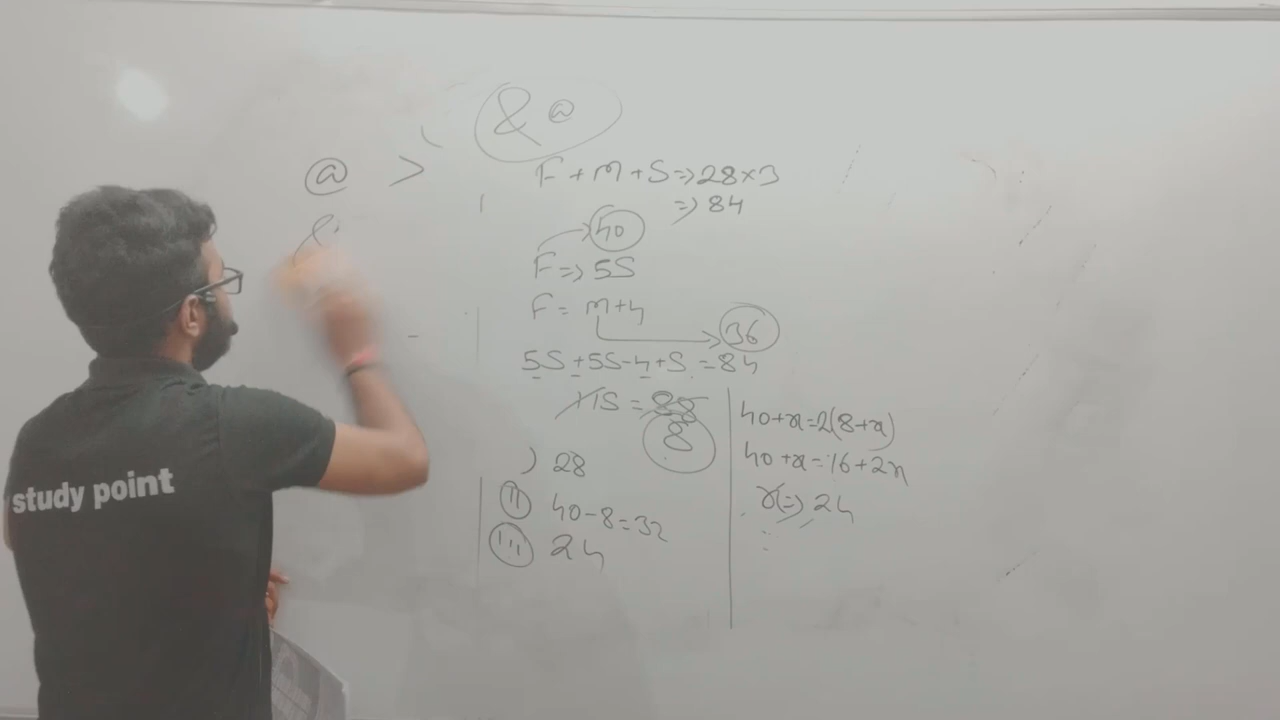 & @
@ >
&
F + M + S => 28×3
=> 84
40
F => 5S
F = M+4
36
5S +5S-4+S = 84
11S = 88
8
) 28
(II) 40-8=32
(III) 24
40+x=2(8+x)
40+x=16+2x
x(=) 24
study point